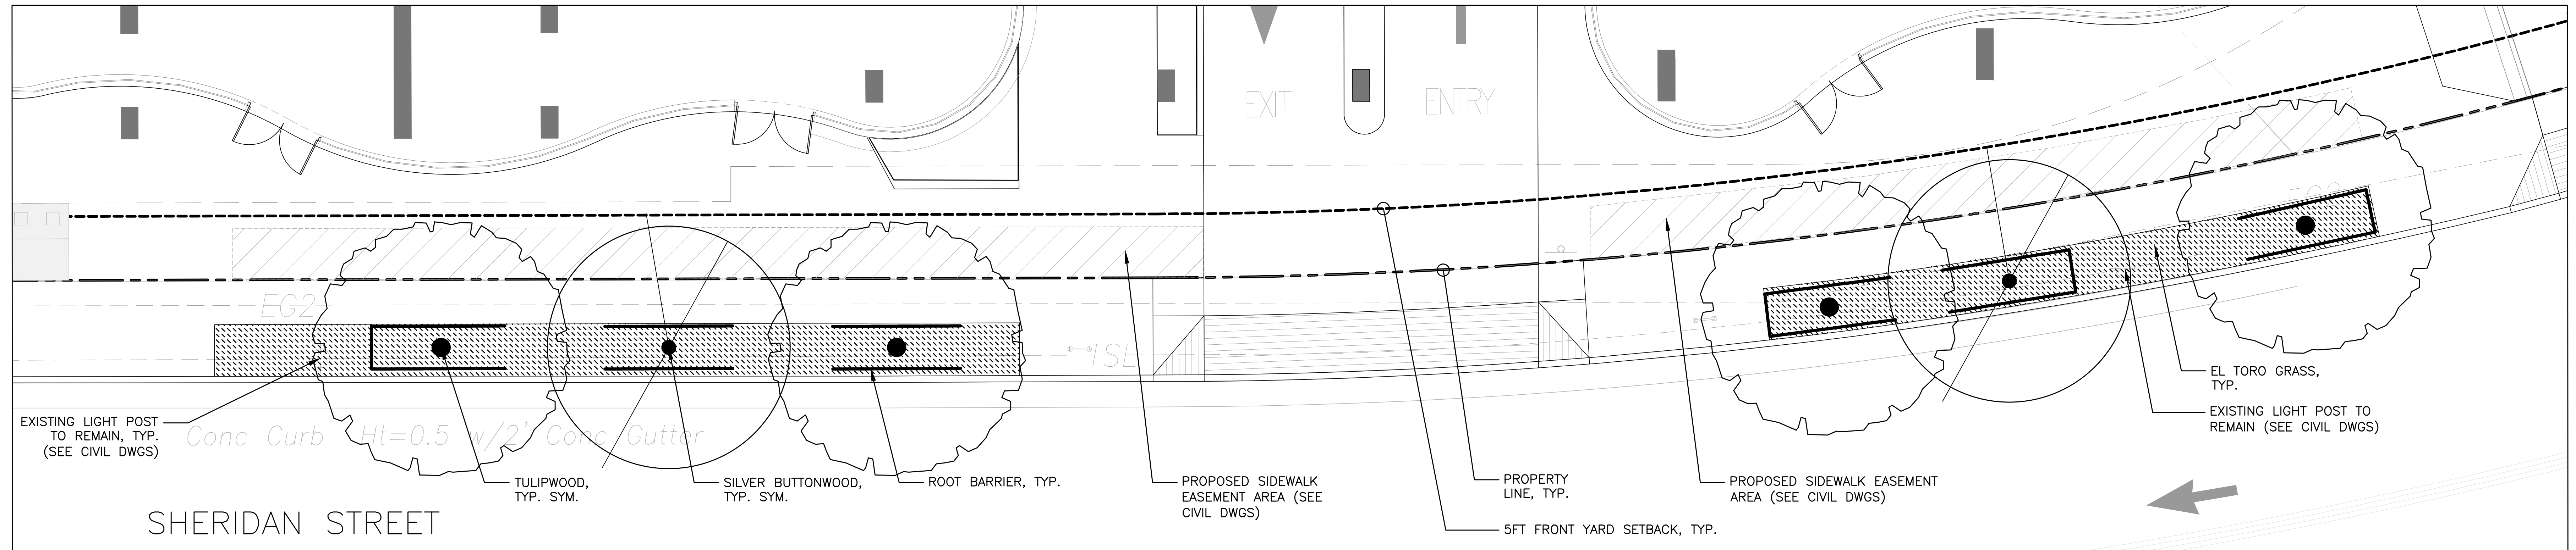 EXIT
ENTRY
EG2
EG2
TSL
EL TORO GRASS,
TYP.
EXISTING LIGHT POST TO
REMAIN (SEE CIVIL DWGS)
EXISTING LIGHT POST
TO REMAIN, TYP.
(SEE CIVIL DWGS)
Conc Curb Ht=0.5 w/2' Conc Gutter
TULIPWOOD,
TYP. SYM.
SILVER BUTTONWOOD,
TYP. SYM.
ROOT BARRIER, TYP.
PROPOSED SIDEWALK
EASEMENT AREA (SEE
CIVIL DWGS)
PROPERTY
LINE, TYP.
5FT FRONT YARD SETBACK, TYP.
PROPOSED SIDEWALK EASEMENT
AREA (SEE CIVIL DWGS)
SHERIDAN STREET